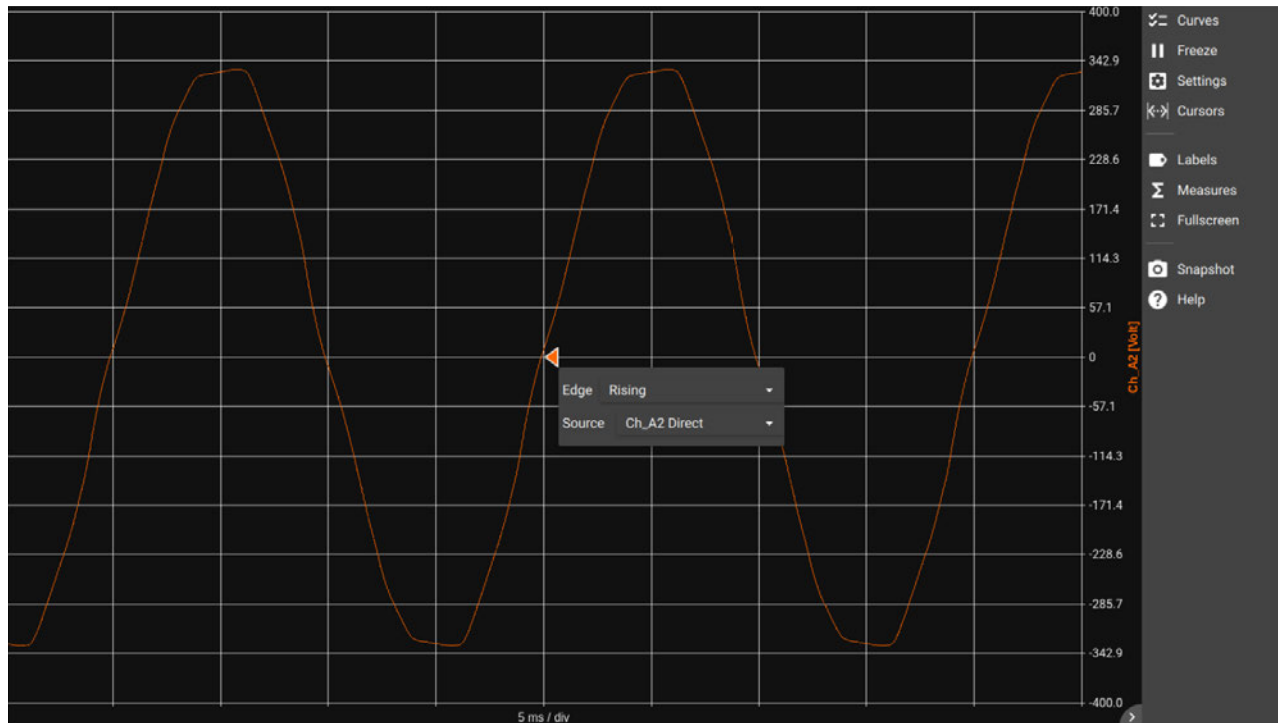 400.0
342.9
285.7
228.6
171.4
114.3
57.1
0
-57.1
-114.3
-171.4
-228.6
-285.7
-342.9
-400.0
Ch_A2 [Volt]
Edge Rising
Source Ch_A2 Direct
5 ms / div
Curves
Freeze
Settings
Cursors
Labels
Measures
Fullscreen
Snapshot
Help